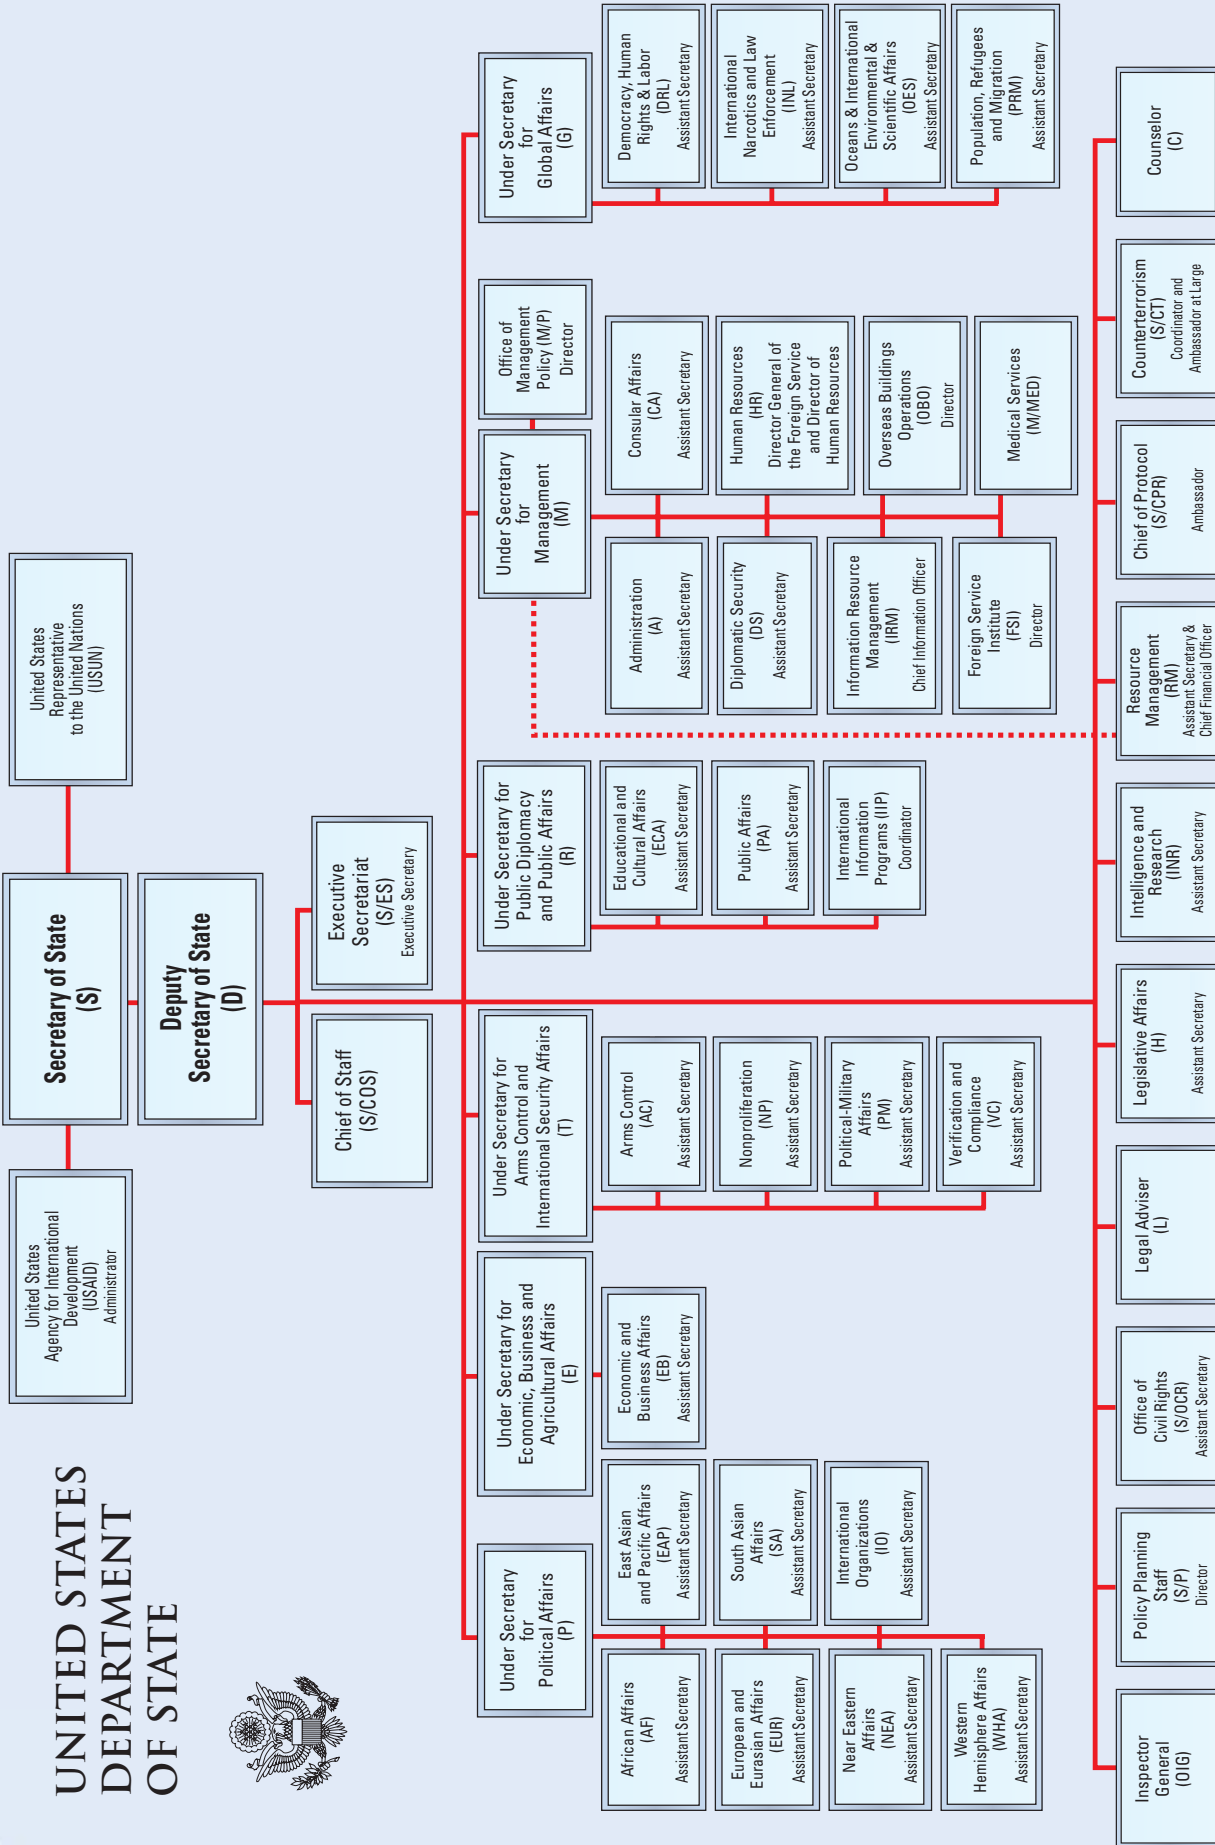 UNITED STATES
DEPARTMENT
OF STATE
United States
Agency for International
Development
(USAID)
Administrator
Secretary of State
(S)
United States
Representative
to the United Nations
(USUN)
Deputy
Secretary of State
(D)
Chief of Staff
(S/COS)
Executive
Secretariat
(S/ES)
Executive Secretary
Under Secretary
for
Political Affairs
(P)
African Affairs
(AF)
Assistant Secretary
East Asian
and Pacific Affairs
(EAP)
Assistant Secretary
European and
Eurasian Affairs
(EUR)
Assistant Secretary
South Asian
Affairs
(SA)
Assistant Secretary
Near Eastern
Affairs
(NEA)
Assistant Secretary
International
Organizations
(IO)
Assistant Secretary
Western
Hemisphere Affairs
(WHA)
Assistant Secretary
Under Secretary for
Economic, Business and
Agricultural Affairs
(E)
Economic and
Business Affairs
(EB)
Assistant Secretary
Under Secretary for
Arms Control and
International Security Affairs
(T)
Arms Control
(AC)
Assistant Secretary
Nonproliferation
(NP)
Assistant Secretary
Political-Military
Affairs
(PM)
Assistant Secretary
Verification and
Compliance
(VC)
Assistant Secretary
Under Secretary for
Public Diplomacy
and Public Affairs
(R)
Educational and
Cultural Affairs
(ECA)
Assistant Secretary
Public Affairs
(PA)
Assistant Secretary
International
Information
Programs (IIP)
Coordinator
Under Secretary
for
Management
(M)
Office of
Management
Policy (M/P)
Director
Administration
(A)
Assistant Secretary
Consular Affairs
(CA)
Assistant Secretary
Diplomatic Security
(DS)
Assistant Secretary
Human Resources
(HR)
Director General of
the Foreign Service
and Director of
Human Resources
Information Resource
Management
(IRM)
Chief Information Officer
Overseas Buildings
Operations
(OBO)
Director
Foreign Service
Institute
(FSI)
Director
Medical Services
(M/MED)
Under Secretary
for
Global Affairs
(G)
Democracy, Human
Rights & Labor
(DRL)
Assistant Secretary
International
Narcotics and Law
Enforcement
(INL)
Assistant Secretary
Oceans & International
Environmental &
Scientific Affairs
(OES)
Assistant Secretary
Population, Refugees
and Migration
(PRM)
Assistant Secretary
Inspector
General
(OIG)
Policy Planning
Staff
(S/P)
Director
Office of
Civil Rights
(S/OCR)
Assistant Secretary
Legal Adviser
(L)
Legislative Affairs
(H)
Assistant Secretary
Intelligence and
Research
(INR)
Assistant Secretary
Resource
Management
(RM)
Assistant Secretary &
Chief Financial Officer
Chief of Protocol
(S/CPR)
Ambassador
Counterterrorism
(S/CT)
Coordinator and
Ambassador at Large
Counselor
(C)